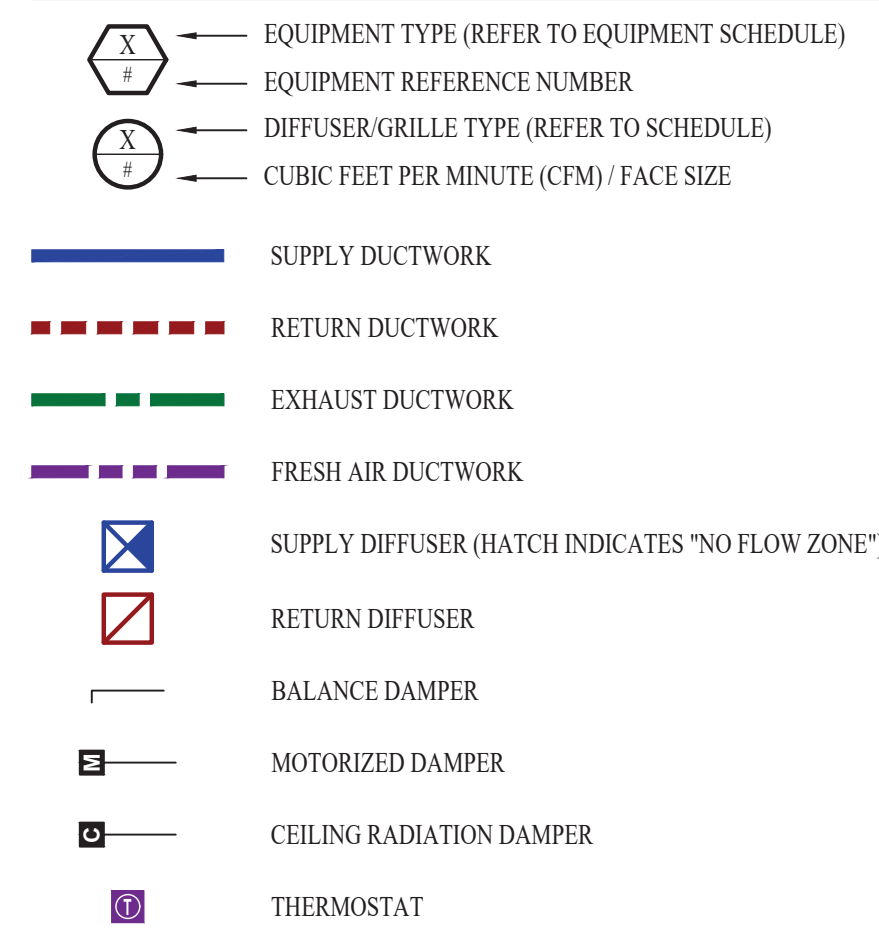 X
#
EQUIPMENT TYPE (REFER TO EQUIPMENT SCHEDULE)
EQUIPMENT REFERENCE NUMBER
X
#
DIFFUSER/GRILLE TYPE (REFER TO SCHEDULE)
CUBIC FEET PER MINUTE (CFM) / FACE SIZE
SUPPLY DUCTWORK
RETURN DUCTWORK
EXHAUST DUCTWORK
FRESH AIR DUCTWORK
SUPPLY DIFFUSER (HATCH INDICATES "NO FLOW ZONE")
RETURN DIFFUSER
BALANCE DAMPER
M MOTORIZED DAMPER
C CEILING RADIATION DAMPER
T THERMOSTAT